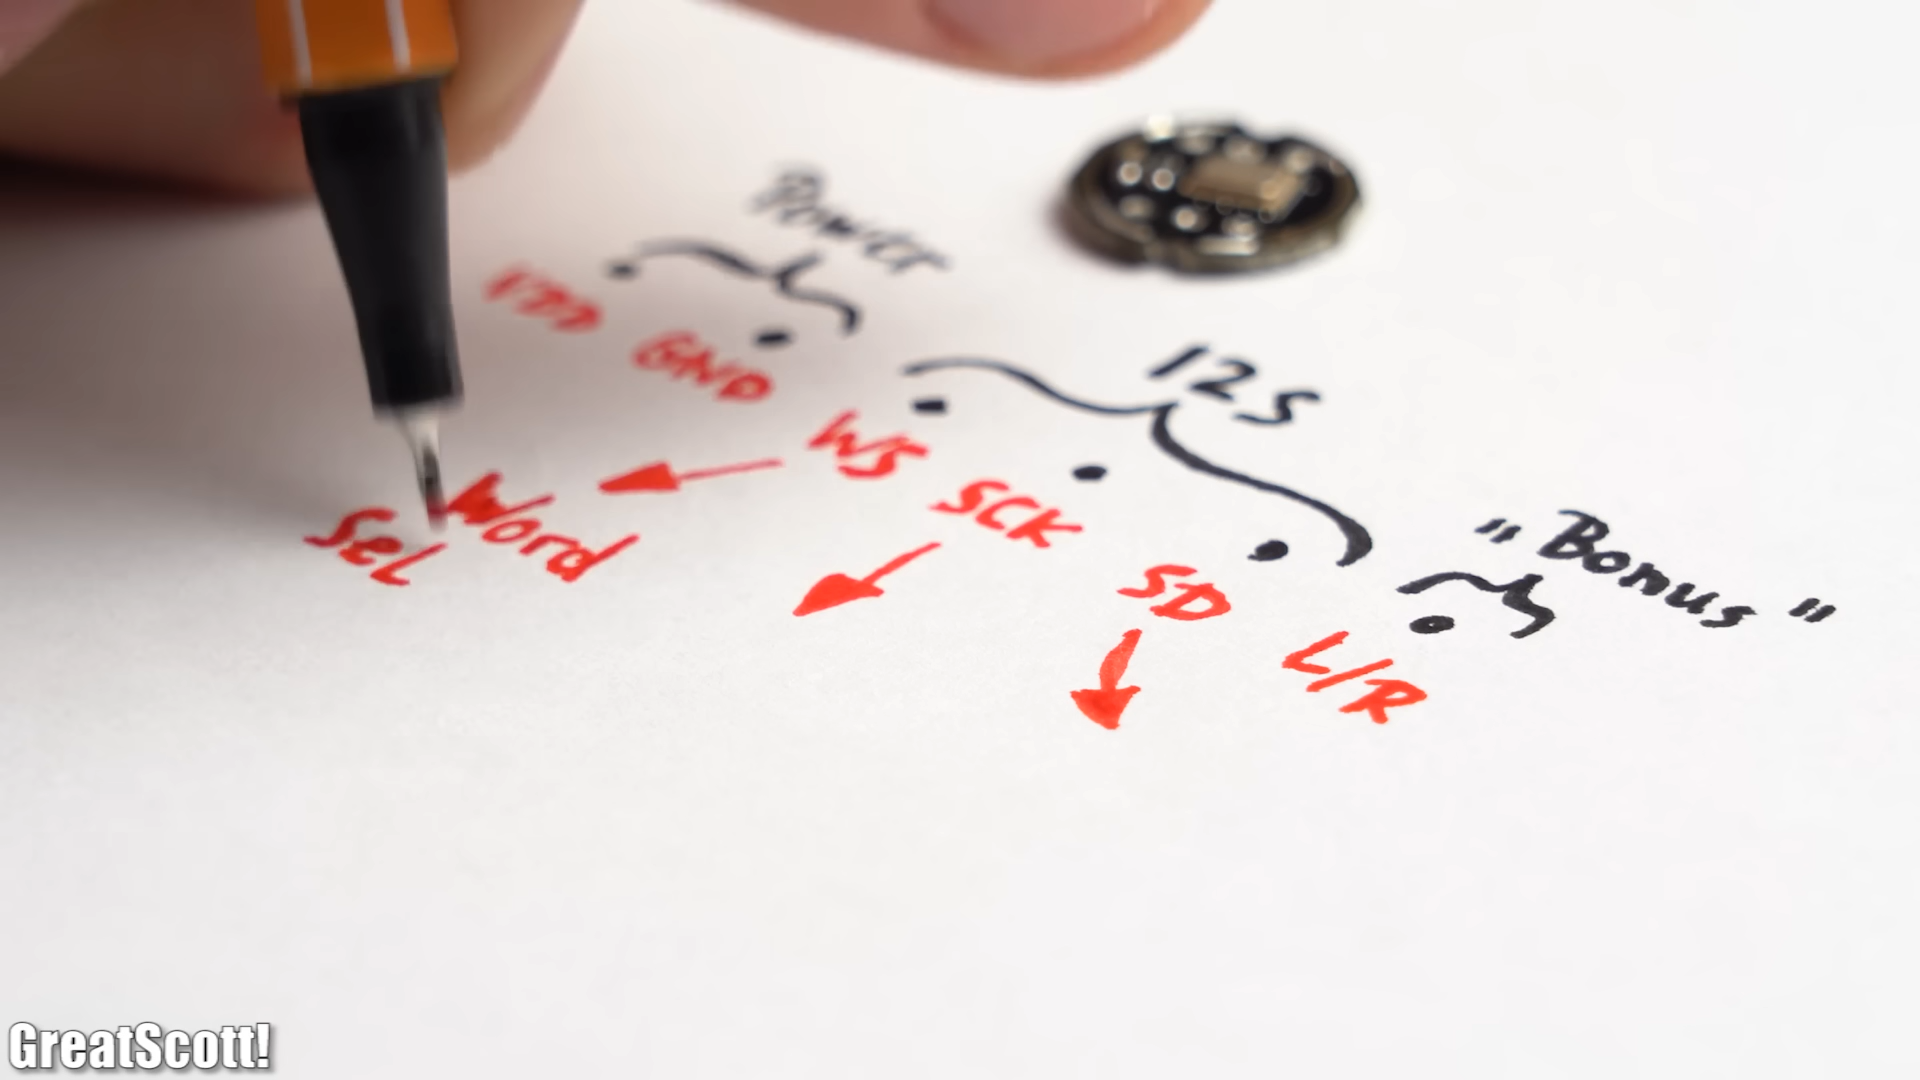 Power
VDD GND
I2S
WS SCK SD
"Bonus"
L/R
Word
Sel
GreatScott!